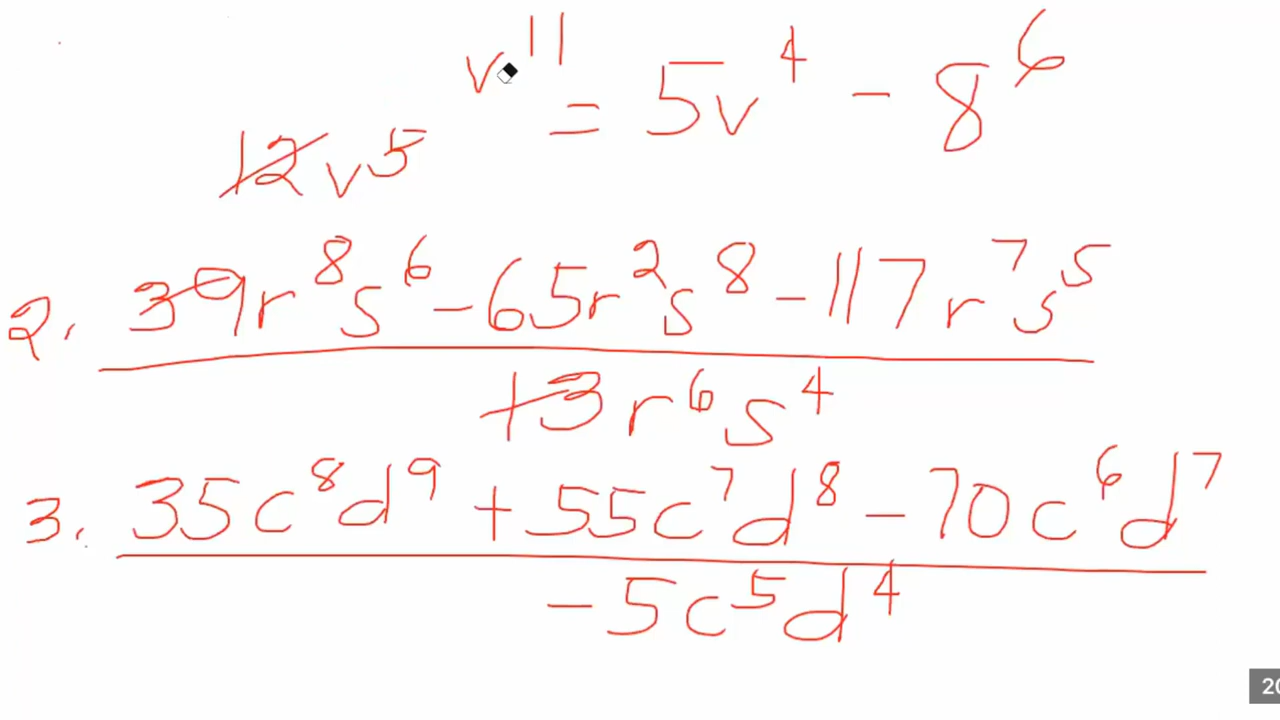 v¹¹ = 5v⁴ - 8⁶
12v⁵
2. 39r⁸s⁶ - 65r²s⁸ - 117r⁷s⁵
13r⁶s⁴
3. 35c⁸d⁹ + 55c⁷d⁸ - 70c⁶d⁷
-5c⁵d⁴